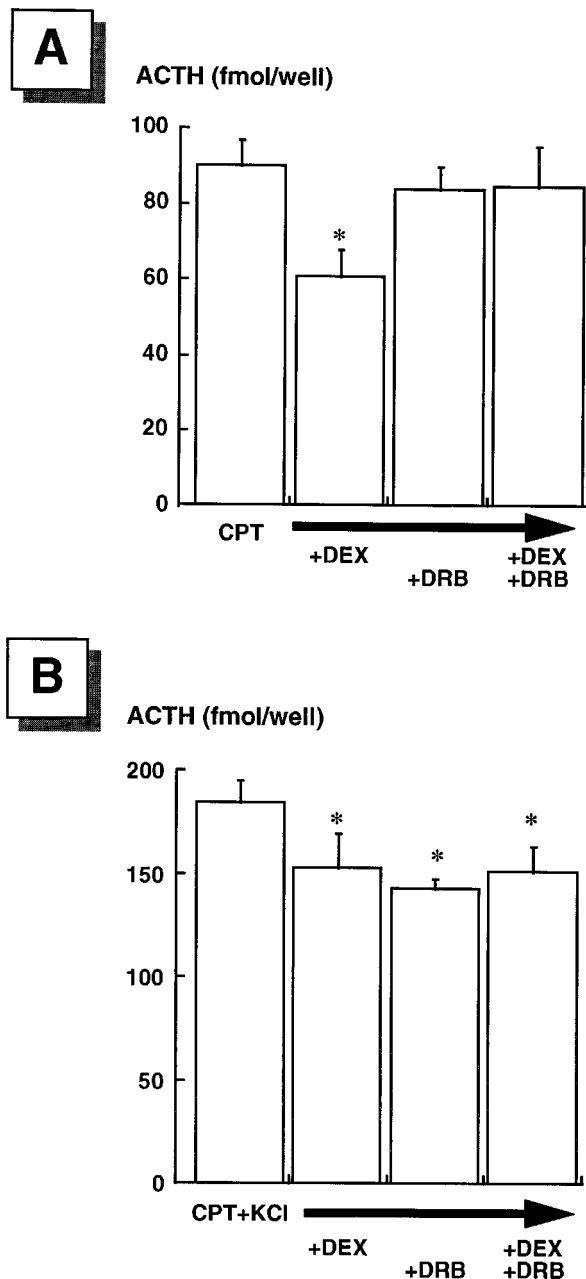 A
ACTH (fmol/well)
100
80
60
40
20
0
*
CPT
+DEX
+DRB
+DEX
+DRB
B
ACTH (fmol/well)
200
150
100
50
0
*
*
*
CPT+KCl
+DEX
+DRB
+DEX
+DRB